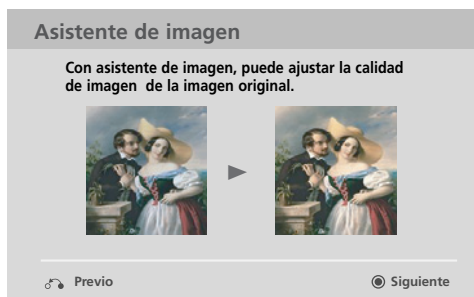 Asistente de imagen
Con asistente de imagen, puede ajustar la calidad
de imagen  de la imagen original.
Previo
Siguiente